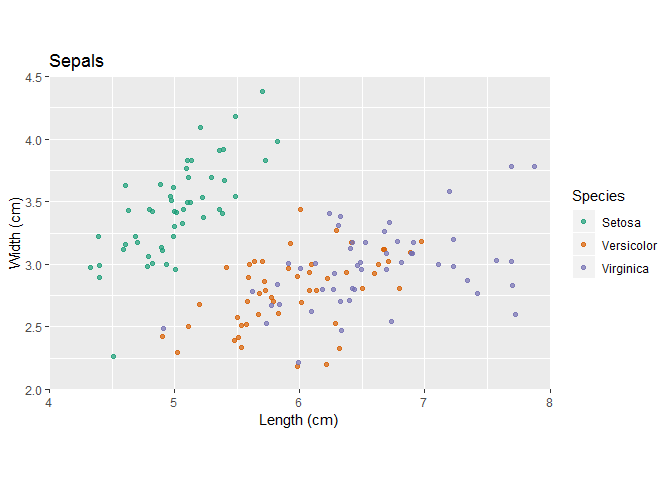 Sepals
4.5
4.0
3.5
3.0
2.5
2.0
Width (cm)
4 5 6 7 8
Length (cm)
Species
Setosa
Versicolor
Virginica